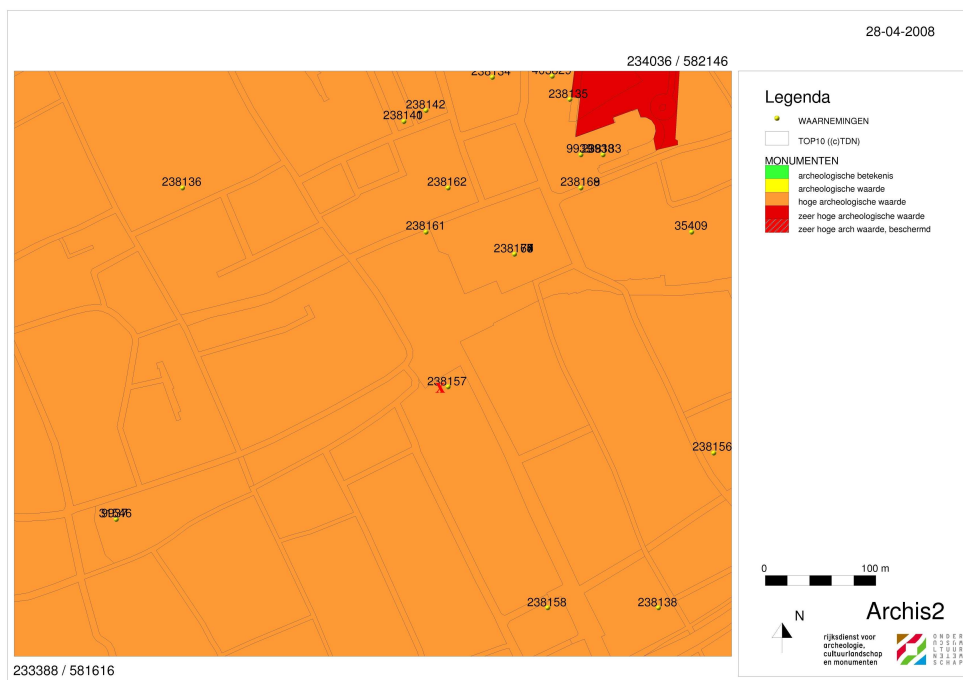 28-04-2008
234036 / 582146
238134
238135
238142
238136
238162
238161
35409
238157
X
238156
238158
238138
233388 / 581616
Legenda
WAARNEMINGEN
TOP10 ((c)TDN)
MONUMENTEN
archeologische betekenis
archeologische waarde
hoge archeologische waarde
zeer hoge archeologische waarde
zeer hoge arch waarde, beschermd
0 100 m
N
Archis2
rijksdienst voor
archeologie,
cultuurlandschap
en monumenten